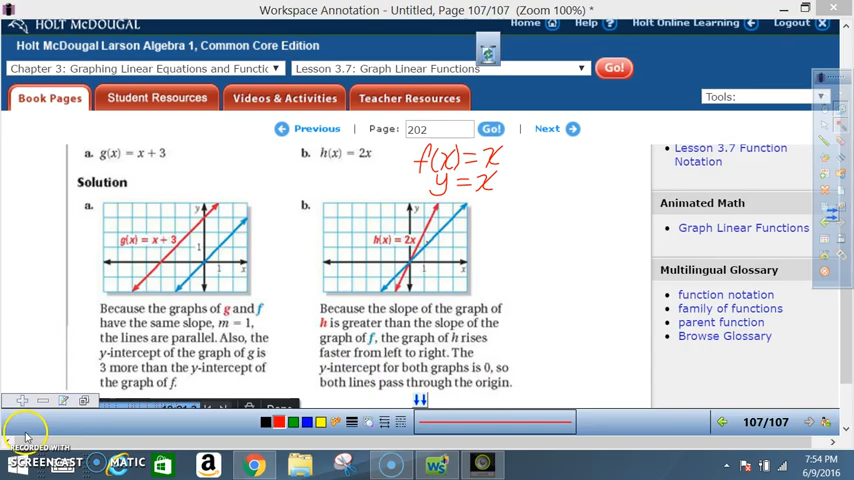 Workspace Annotation - Untitled, Page 107/107 (Zoom 100%) *
HOLT McDOUGAL
Home
Help
Holt Online Learning
Logout
Holt McDougal Larson Algebra 1, Common Core Edition
Chapter 3: Graphing Linear Equations and Functic
Lesson 3.7: Graph Linear Functions
Go!
Book Pages
Student Resources
Videos & Activities
Teacher Resources
Tools:
Previous
Page: 202
Go!
Next
a. g(x) = x + 3
b. h(x) = 2x
f(x) = x
y = x
Solution
a.
y
g(x) = x + 3
1
1
x
b.
y
h(x) = 2x
1
x
Because the graphs of g and f
have the same slope, m = 1,
the lines are parallel. Also, the
y-intercept of the graph of g is
3 more than the y-intercept of
the graph of f.
Because the slope of the graph of
h is greater than the slope of the
graph of f, the graph of h rises
faster from left to right. The
y-intercept for both graphs is 0, so
both lines pass through the origin.
Lesson 3.7 Function
Notation
Animated Math
Graph Linear Functions
Multilingual Glossary
function notation
family of functions
parent function
Browse Glossary
107/107
RECORDED WITH
SCREENCAST MATIC
7:54 PM
6/9/2016